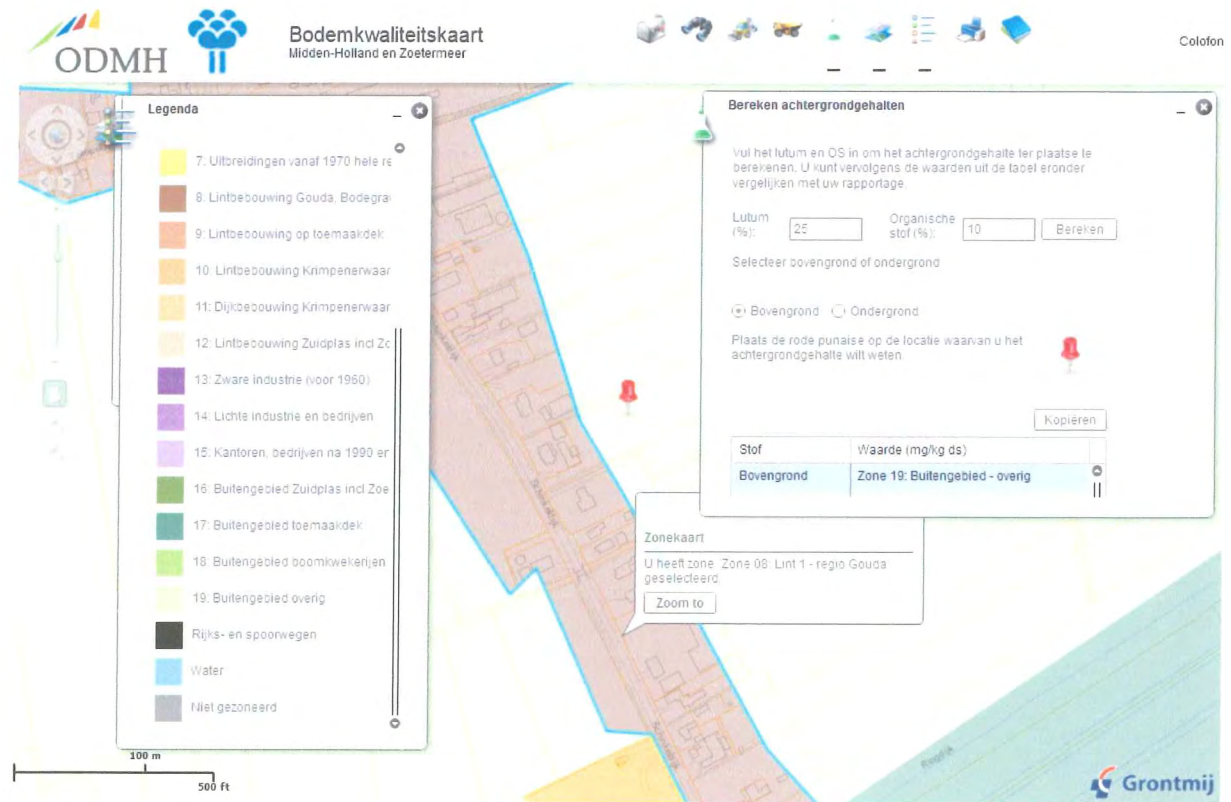 ODMH
Bodemkwaliteitskaart
Midden-Holland en Zoetermeer
Colofon
Legenda
7: Uitbreidingen vanaf 1970 hele re
8: Lintbebouwing Gouda, Bodegra
9: Lintbebouwing op toemaakdek
10: Lintbebouwing Krimpenerwaar
11: Dijkbebouwing Krimpenerwaar
12: Lintbebouwing Zuidplas incl Zo
13: Zware industrie (voor 1960)
14: Lichte industrie en bedrijven
15: Kantoren, bedrijven na 1990 en
16: Buitengebied Zuidplas incl Zoe
17: Buitengebied toemaakdek
18: Buitengebied boomkwekerijen
19: Buitengebied overig
Rijks- en spoorwegen
Water
Niet gezoneerd
Bereken achtergrondgehalten
Vul het lutum en OS in om het achtergrondgehalte ter plaatse te
berekenen. U kunt vervolgens de waarden uit de tabel eronder
vergelijken met uw rapportage.
Lutum (%): 25 Organische stof (%): 10 Bereken
Selecteer bovengrond of ondergrond
Bovengrond Ondergrond
Plaats de rode punaise op de locatie waarvan u het
achtergrondgehalte wilt weten
Kopiëren
Stof Waarde (mg/kg ds)
Bovengrond Zone 19: Buitengebied - overig
Zonekaart
U heeft zone: Zone 08: Lint 1 - regio Gouda
geselecteerd.
Zoom to
100 m
500 ft
Grontmij